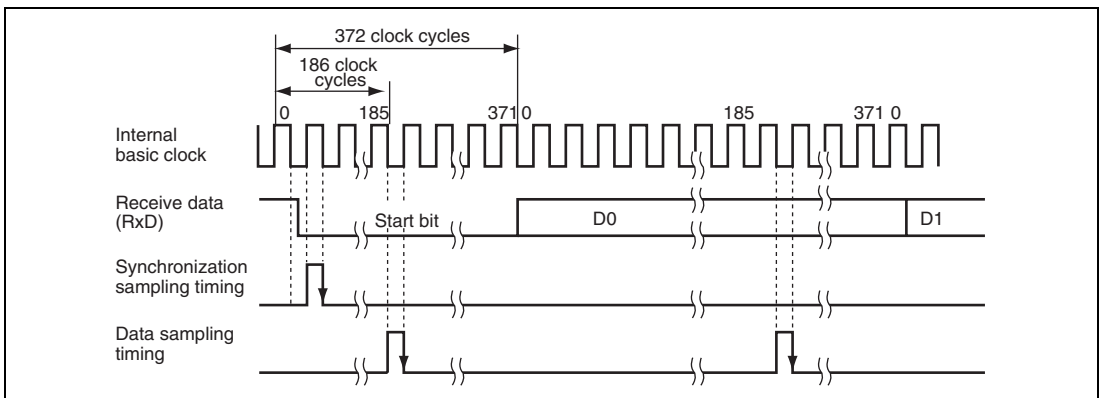 372 clock cycles
186 clock
cycles
0 185 371 0 185 371 0
Internal
basic clock
Receive data
(RxD)
Start bit D0 D1
Synchronization
sampling timing
Data sampling
timing